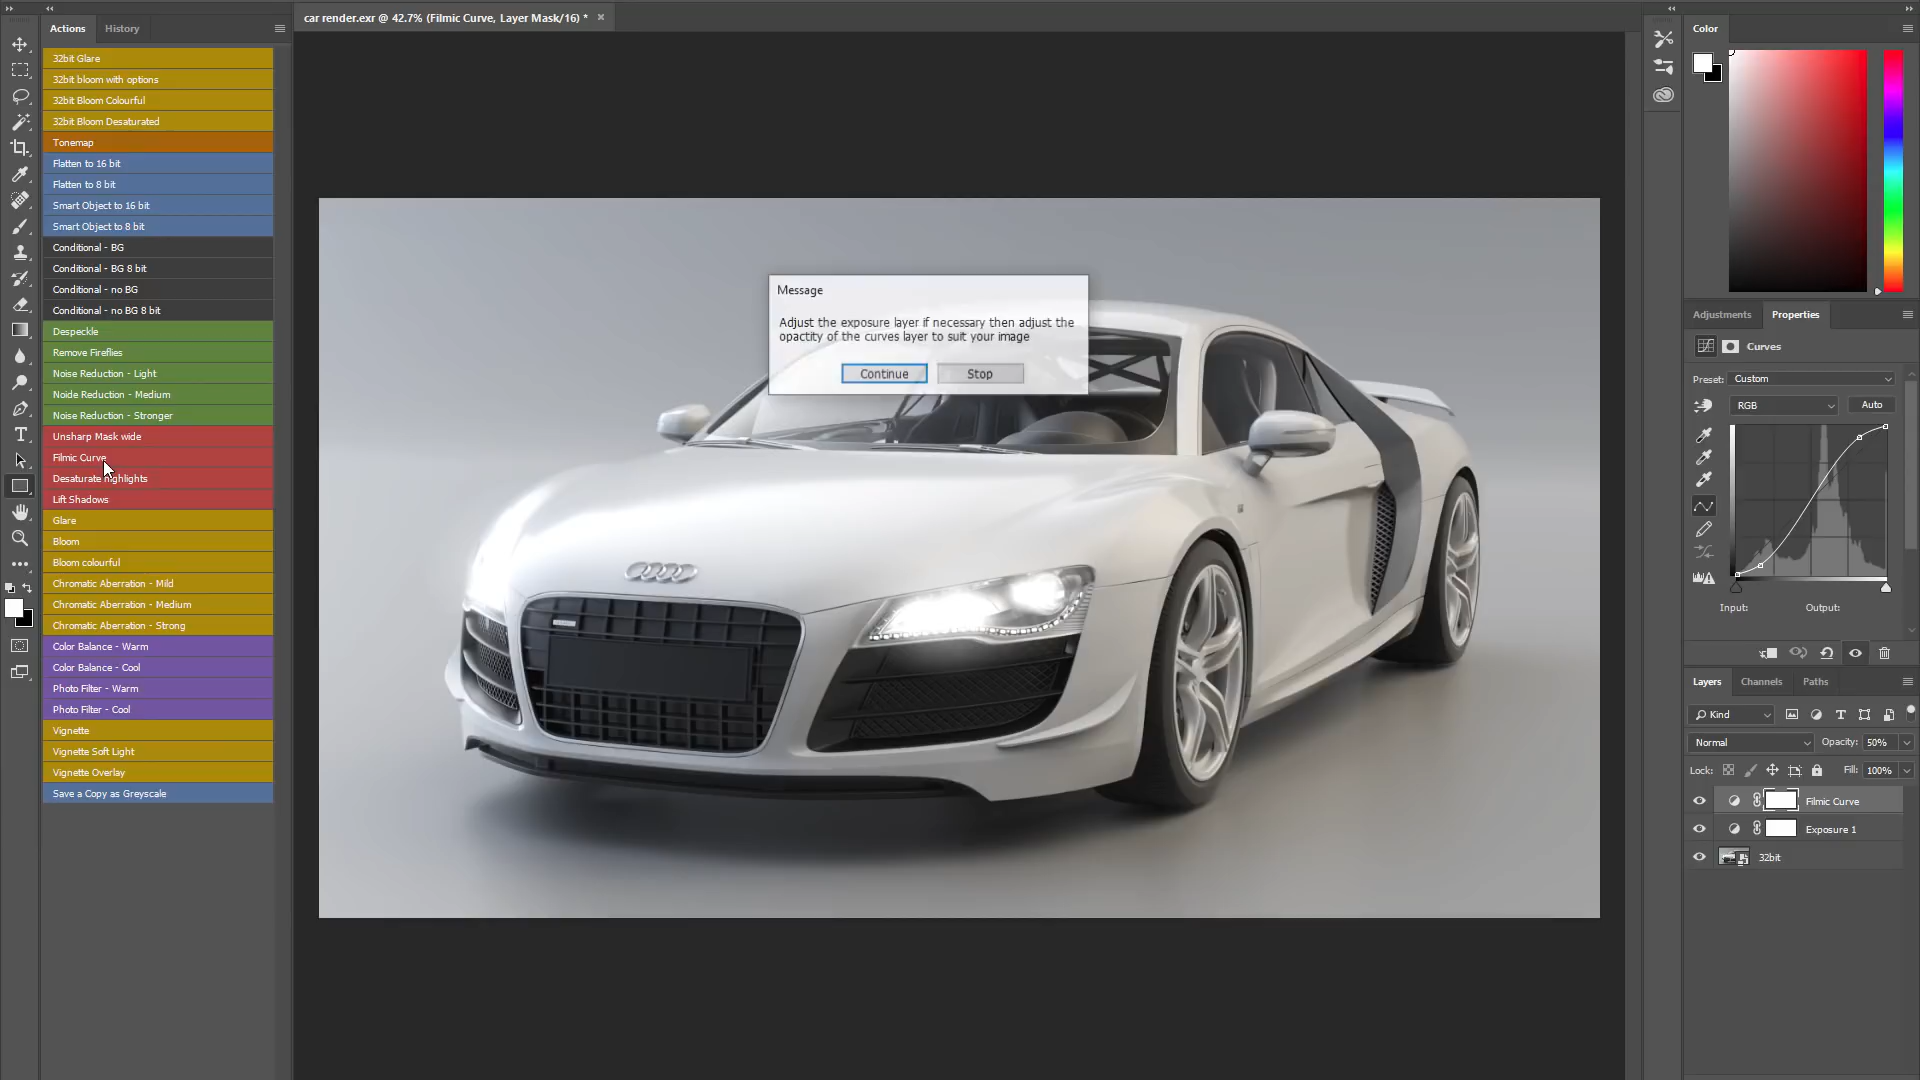 car render.exr @ 42.7% (Filmic Curve, Layer Mask/16) *
Actions
History
32bit Glare
32bit bloom with options
32bit Bloom Colourful
32bit Bloom Desaturated
Tonemap
Flatten to 16 bit
Flatten to 8 bit
Smart Object to 16 bit
Smart Object to 8 bit
Conditional - BG
Conditional - BG 8 bit
Conditional - no BG
Conditional - no BG 8 bit
Despeckle
Remove Fireflies
Noise Reduction - Light
Noide Reduction - Medium
Noise Reduction - Stronger
Unsharp Mask wide
Filmic Curve
Desaturate highlights
Lift Shadows
Glare
Bloom
Bloom colourful
Chromatic Aberration - Mild
Chromatic Aberration - Medium
Chromatic Aberration - Strong
Color Balance - Warm
Color Balance - Cool
Photo Filter - Warm
Photo Filter - Cool
Vignette
Vignette Soft Light
Vignette Overlay
Save a Copy as Greyscale
Message
Adjust the exposure layer if necessary then adjust the
opactity of the curves layer to suit your image
Continue
Stop
Color
Adjustments
Properties
Curves
Preset: Custom
RGB
Auto
Input:
Output:
Layers
Channels
Paths
Kind
Normal
Opacity: 50%
Lock:
Fill: 100%
Filmic Curve
Exposure 1
32bit